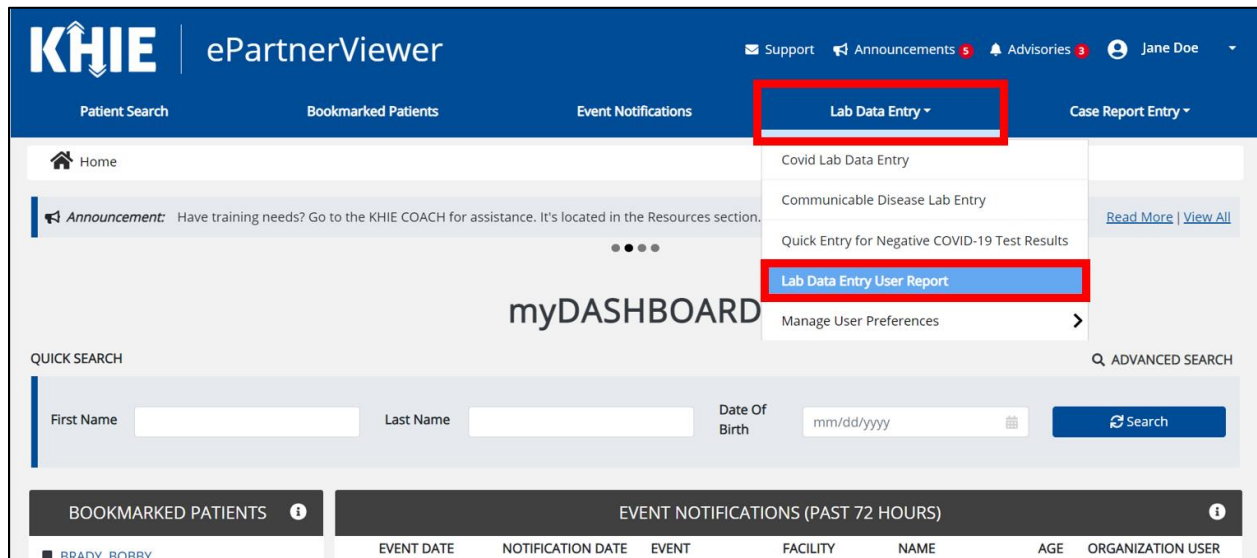 KHIE ePartnerViewer
Support Announcements 5 Advisories 3 Jane Doe
Patient Search Bookmarked Patients Event Notifications Lab Data Entry Case Report Entry
Home
Covid Lab Data Entry
Communicable Disease Lab Entry
Quick Entry for Negative COVID-19 Test Results
Lab Data Entry User Report
Manage User Preferences
Announcement: Have training needs? Go to the KHIE COACH for assistance. It's located in the Resources section.
Read More | View All
myDASHBOARD
QUICK SEARCH
ADVANCED SEARCH
First Name Last Name Date Of Birth mm/dd/yyyy Search
BOOKMARKED PATIENTS
EVENT NOTIFICATIONS (PAST 72 HOURS)
BRADY, BOBBY
EVENT DATE NOTIFICATION DATE EVENT FACILITY NAME AGE ORGANIZATION USER